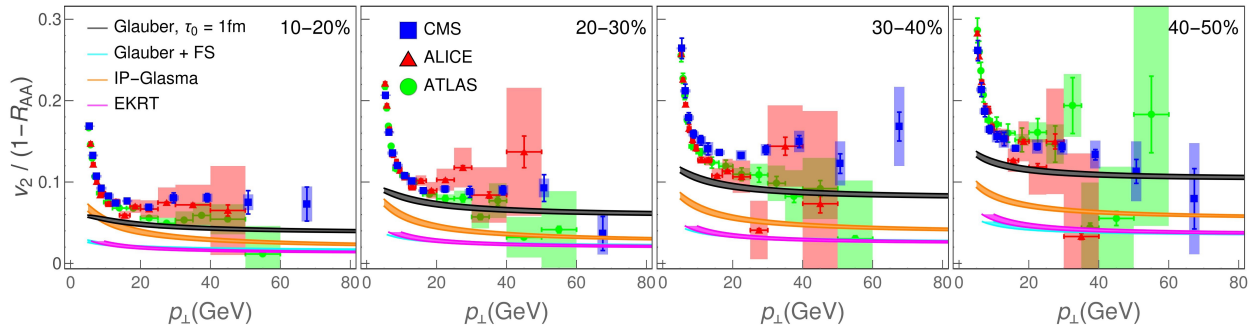 0.3
0.2
0.1
0
v₂ / (1−R_AA)
Glauber, τ₀ = 1fm
Glauber + FS
IP−Glasma
EKRT
10−20%
20−30%
CMS
ALICE
ATLAS
30−40%
40−50%
0 20 40 60 80
0 20 40 60 80
0 20 40 60 80
0 20 40 60 80
p⊥(GeV)
p⊥(GeV)
p⊥(GeV)
p⊥(GeV)